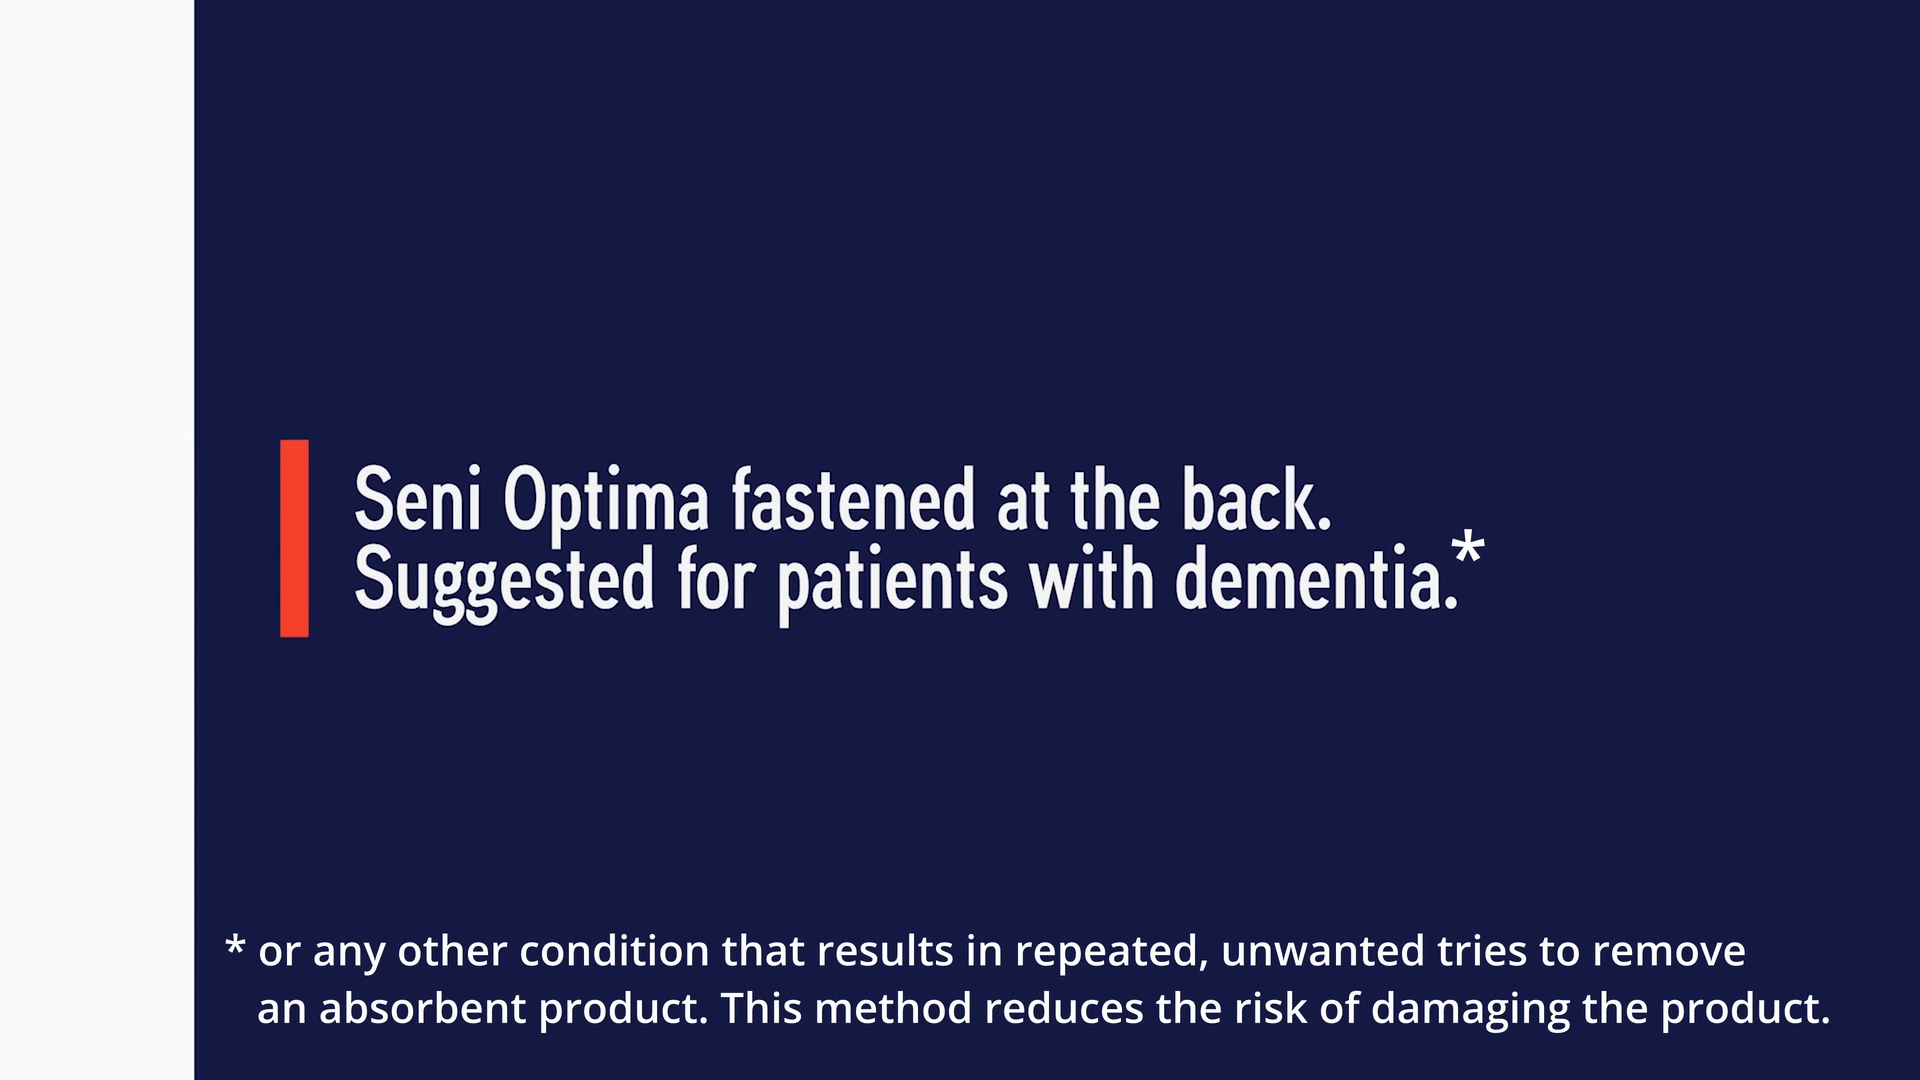 Seni Optima fastened at the back.
Suggested for patients with dementia.*
* or any other condition that results in repeated, unwanted tries to remove
an absorbent product. This method reduces the risk of damaging the product.